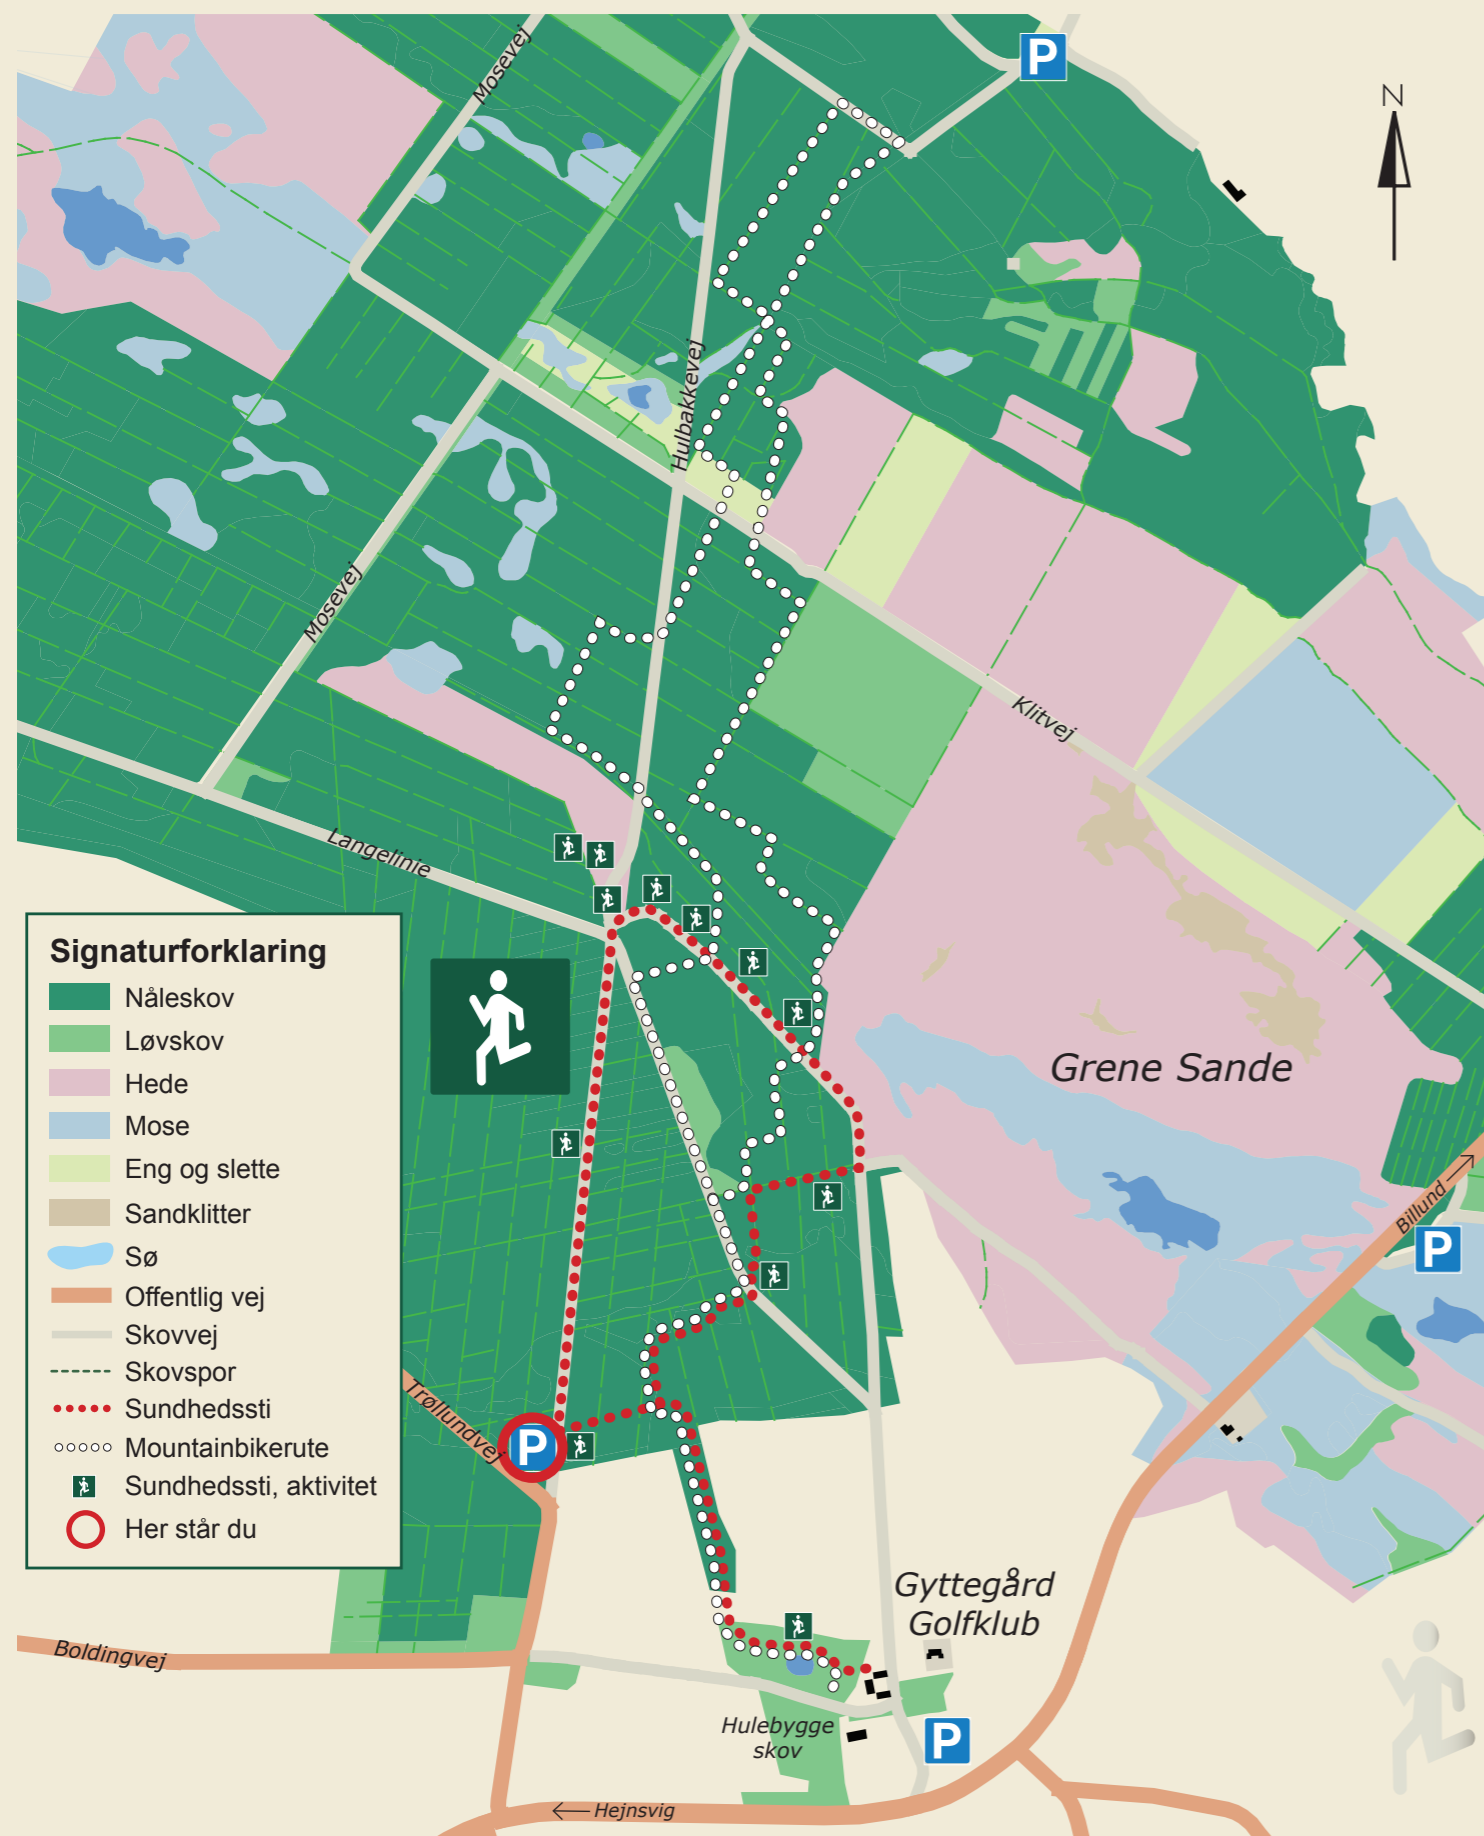 Mosevej
P
N
Hulbakkevej
Mosevej
Klitvej
Langelinie
Signaturforklaring
Nåleskov
Løvskov
Hede
Mose
Eng og slette
Sandklitter
Sø
Offentlig vej
Skovvej
Skovspor
Sundhedssti
Mountainbikerute
Sundhedssti, aktivitet
Her står du
Grene Sande
Billund
P
Trøllundvej
P
Gyttegård
Golfklub
Boldingvej
Hulebygge
skov
P
Hejnsvig